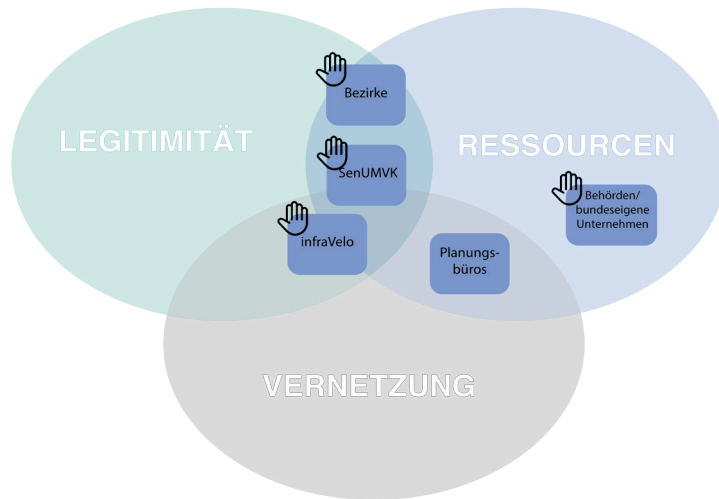 Bezirke
LEGITIMITÄT
RESSOURCEN
SenUMVK
Behörden/
bundeseigene
Unternehmen
infraVelo
Planungs-
büros
VERNETZUNG